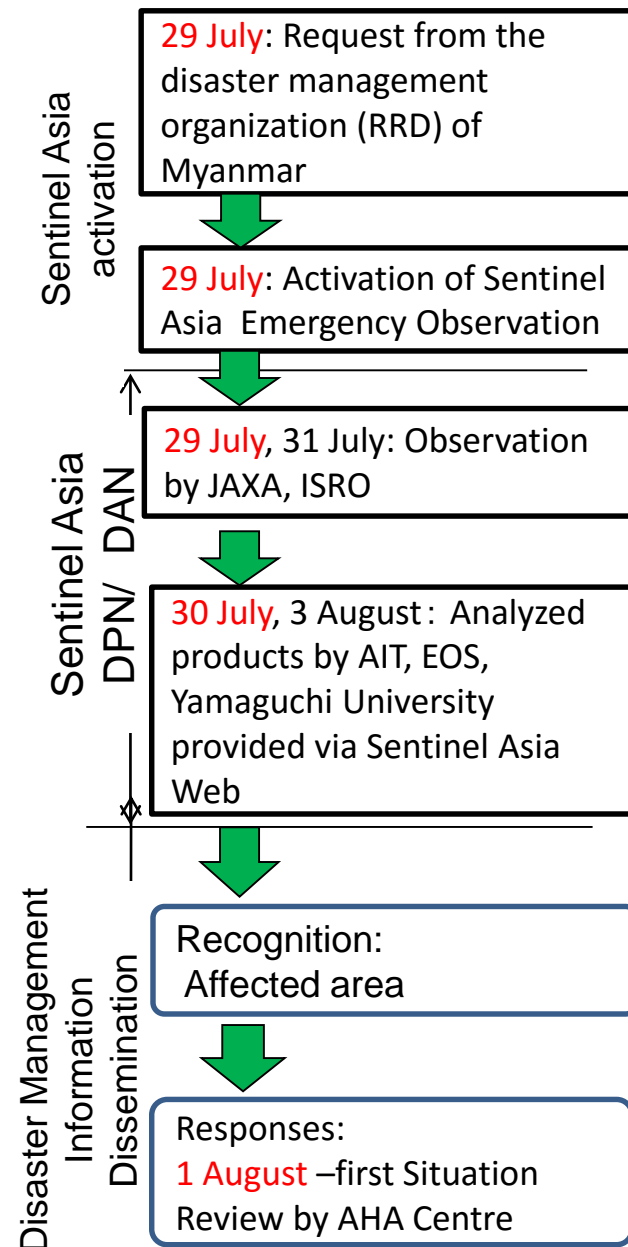 Sentinel Asia
activation
29 July: Request from the
disaster management
organization (RRD) of
Myanmar
29 July: Activation of Sentinel
Asia Emergency Observation
Sentinel Asia
DPN/ DAN
29 July, 31 July: Observation
by JAXA, ISRO
30 July, 3 August: Analyzed
products by AIT, EOS,
Yamaguchi University
provided via Sentinel Asia
Web
Disaster Management
Information
Dissemination
Recognition:
Affected area
Responses:
1 August –first Situation
Review by AHA Centre